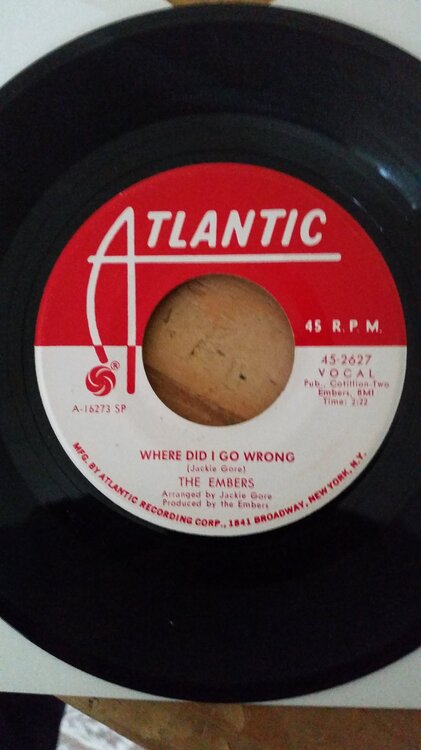 ATLANTIC
45 R.P.M.
45-2627
VOCAL
Pub., Cotillion-Two
Embers, BMI
Time: 2:22
®
A-16273 SP
WHERE DID I GO WRONG
(Jackie Gore)
THE EMBERS
Arranged by Jackie Gore
Produced by the Embers
MFG. BY ATLANTIC RECORDING CORP., 1841 BROADWAY, NEW YORK, N.Y.